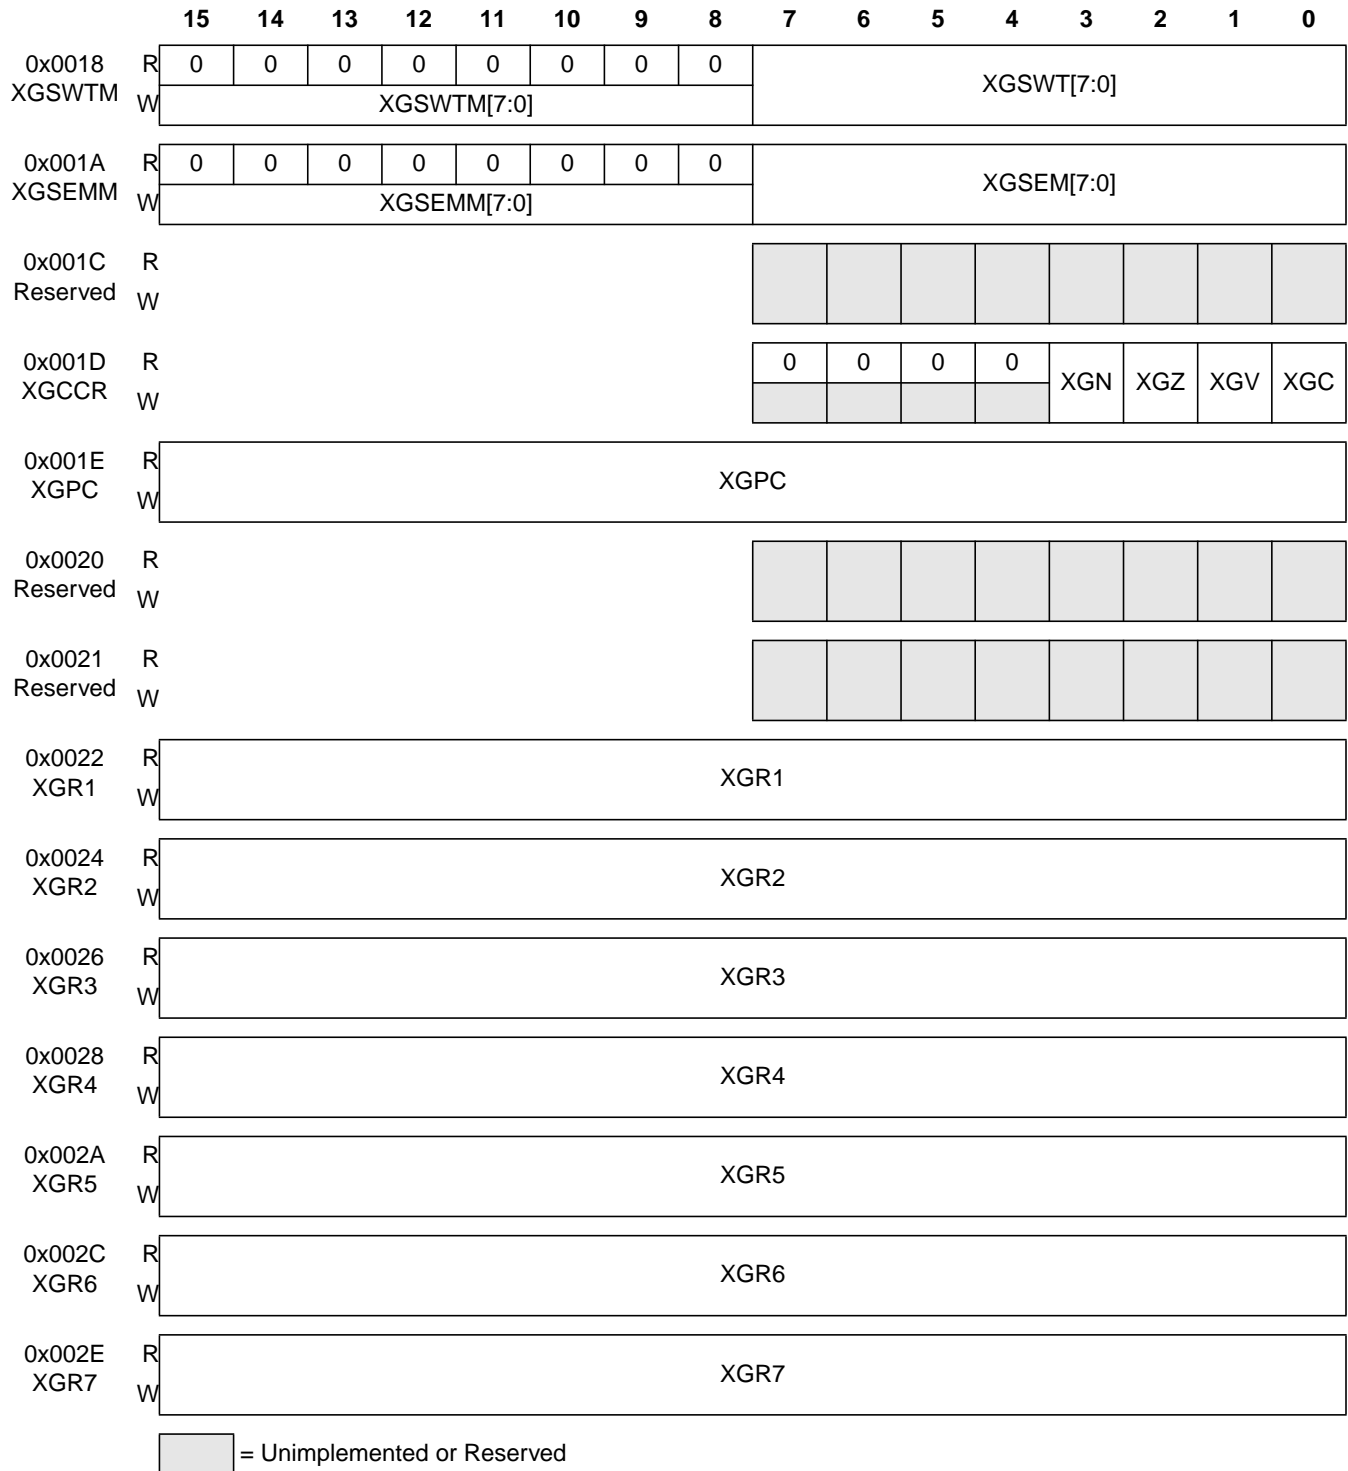 15 14 13 12 11 10 9 8 7 6 5 4 3 2 1 0
0x0018 R 0 0 0 0 0 0 0 0 XGSWT[7:0]
XGSWTM W XGSWTM[7:0]
0x001A R 0 0 0 0 0 0 0 0 XGSEM[7:0]
XGSEMM W XGSEMM[7:0]
0x001C R
Reserved W
0x001D R 0 0 0 0 XGN XGZ XGV XGC
XGCCR W
0x001E R XGPC
XGPC W
0x0020 R
Reserved W
0x0021 R
Reserved W
0x0022 R XGR1
XGR1 W
0x0024 R XGR2
XGR2 W
0x0026 R XGR3
XGR3 W
0x0028 R XGR4
XGR4 W
0x002A R XGR5
XGR5 W
0x002C R XGR6
XGR6 W
0x002E R XGR7
XGR7 W
= Unimplemented or Reserved